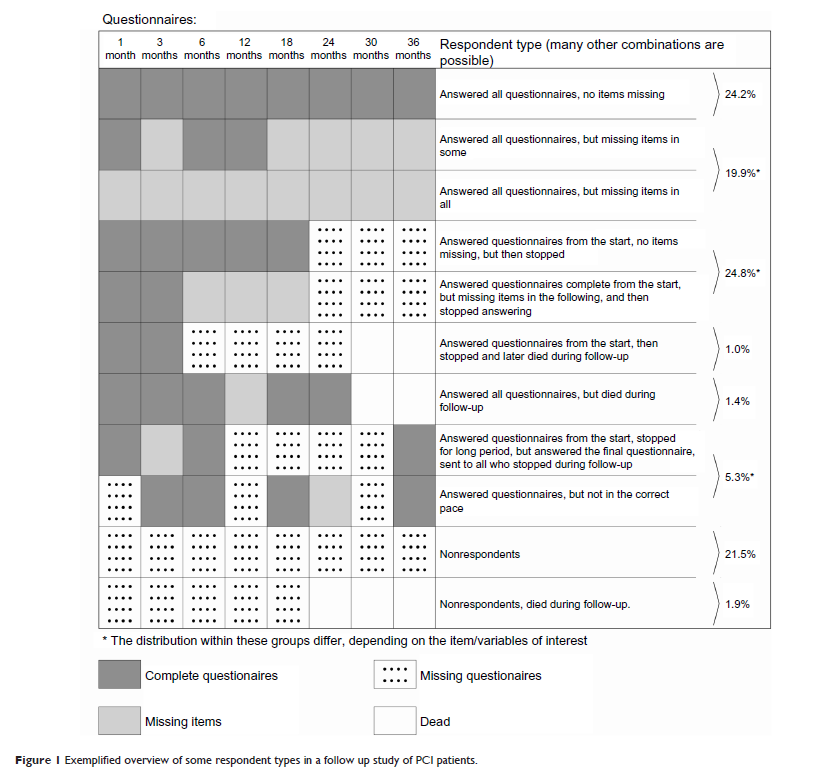 Questionnaires:
1 month
3 months
6 months
12 months
18 months
24 months
30 months
36 months
Respondent type (many other combinations are
possible)
Answered all questionnaires, no items missing
24.2%
Answered all questionnaires, but missing items in
some
19.9%*
Answered all questionnaires, but missing items in
all
Answered questionnaires from the start, no items
missing, but then stopped
24.8%*
Answered questionnaires complete from the start,
but missing items in the following, and then
stopped answering
Answered questionnaires from the start, then
stopped and later died during follow-up
1.0%
Answered all questionnaires, but died during
follow-up
1.4%
Answered questionnaires from the start, stopped
for long period, but answered the final questionnaire,
sent to all who stopped during follow-up
5.3%*
Answered questionnaires, but not in the correct
pace
Nonrespondents
21.5%
Nonrespondents, died during follow-up.
1.9%
* The distribution within these groups differ, depending on the item/variables of interest
Complete questionaires
Missing questionaires
Missing items
Dead
Figure 1 Exemplified overview of some respondent types in a follow up study of PCI patients.